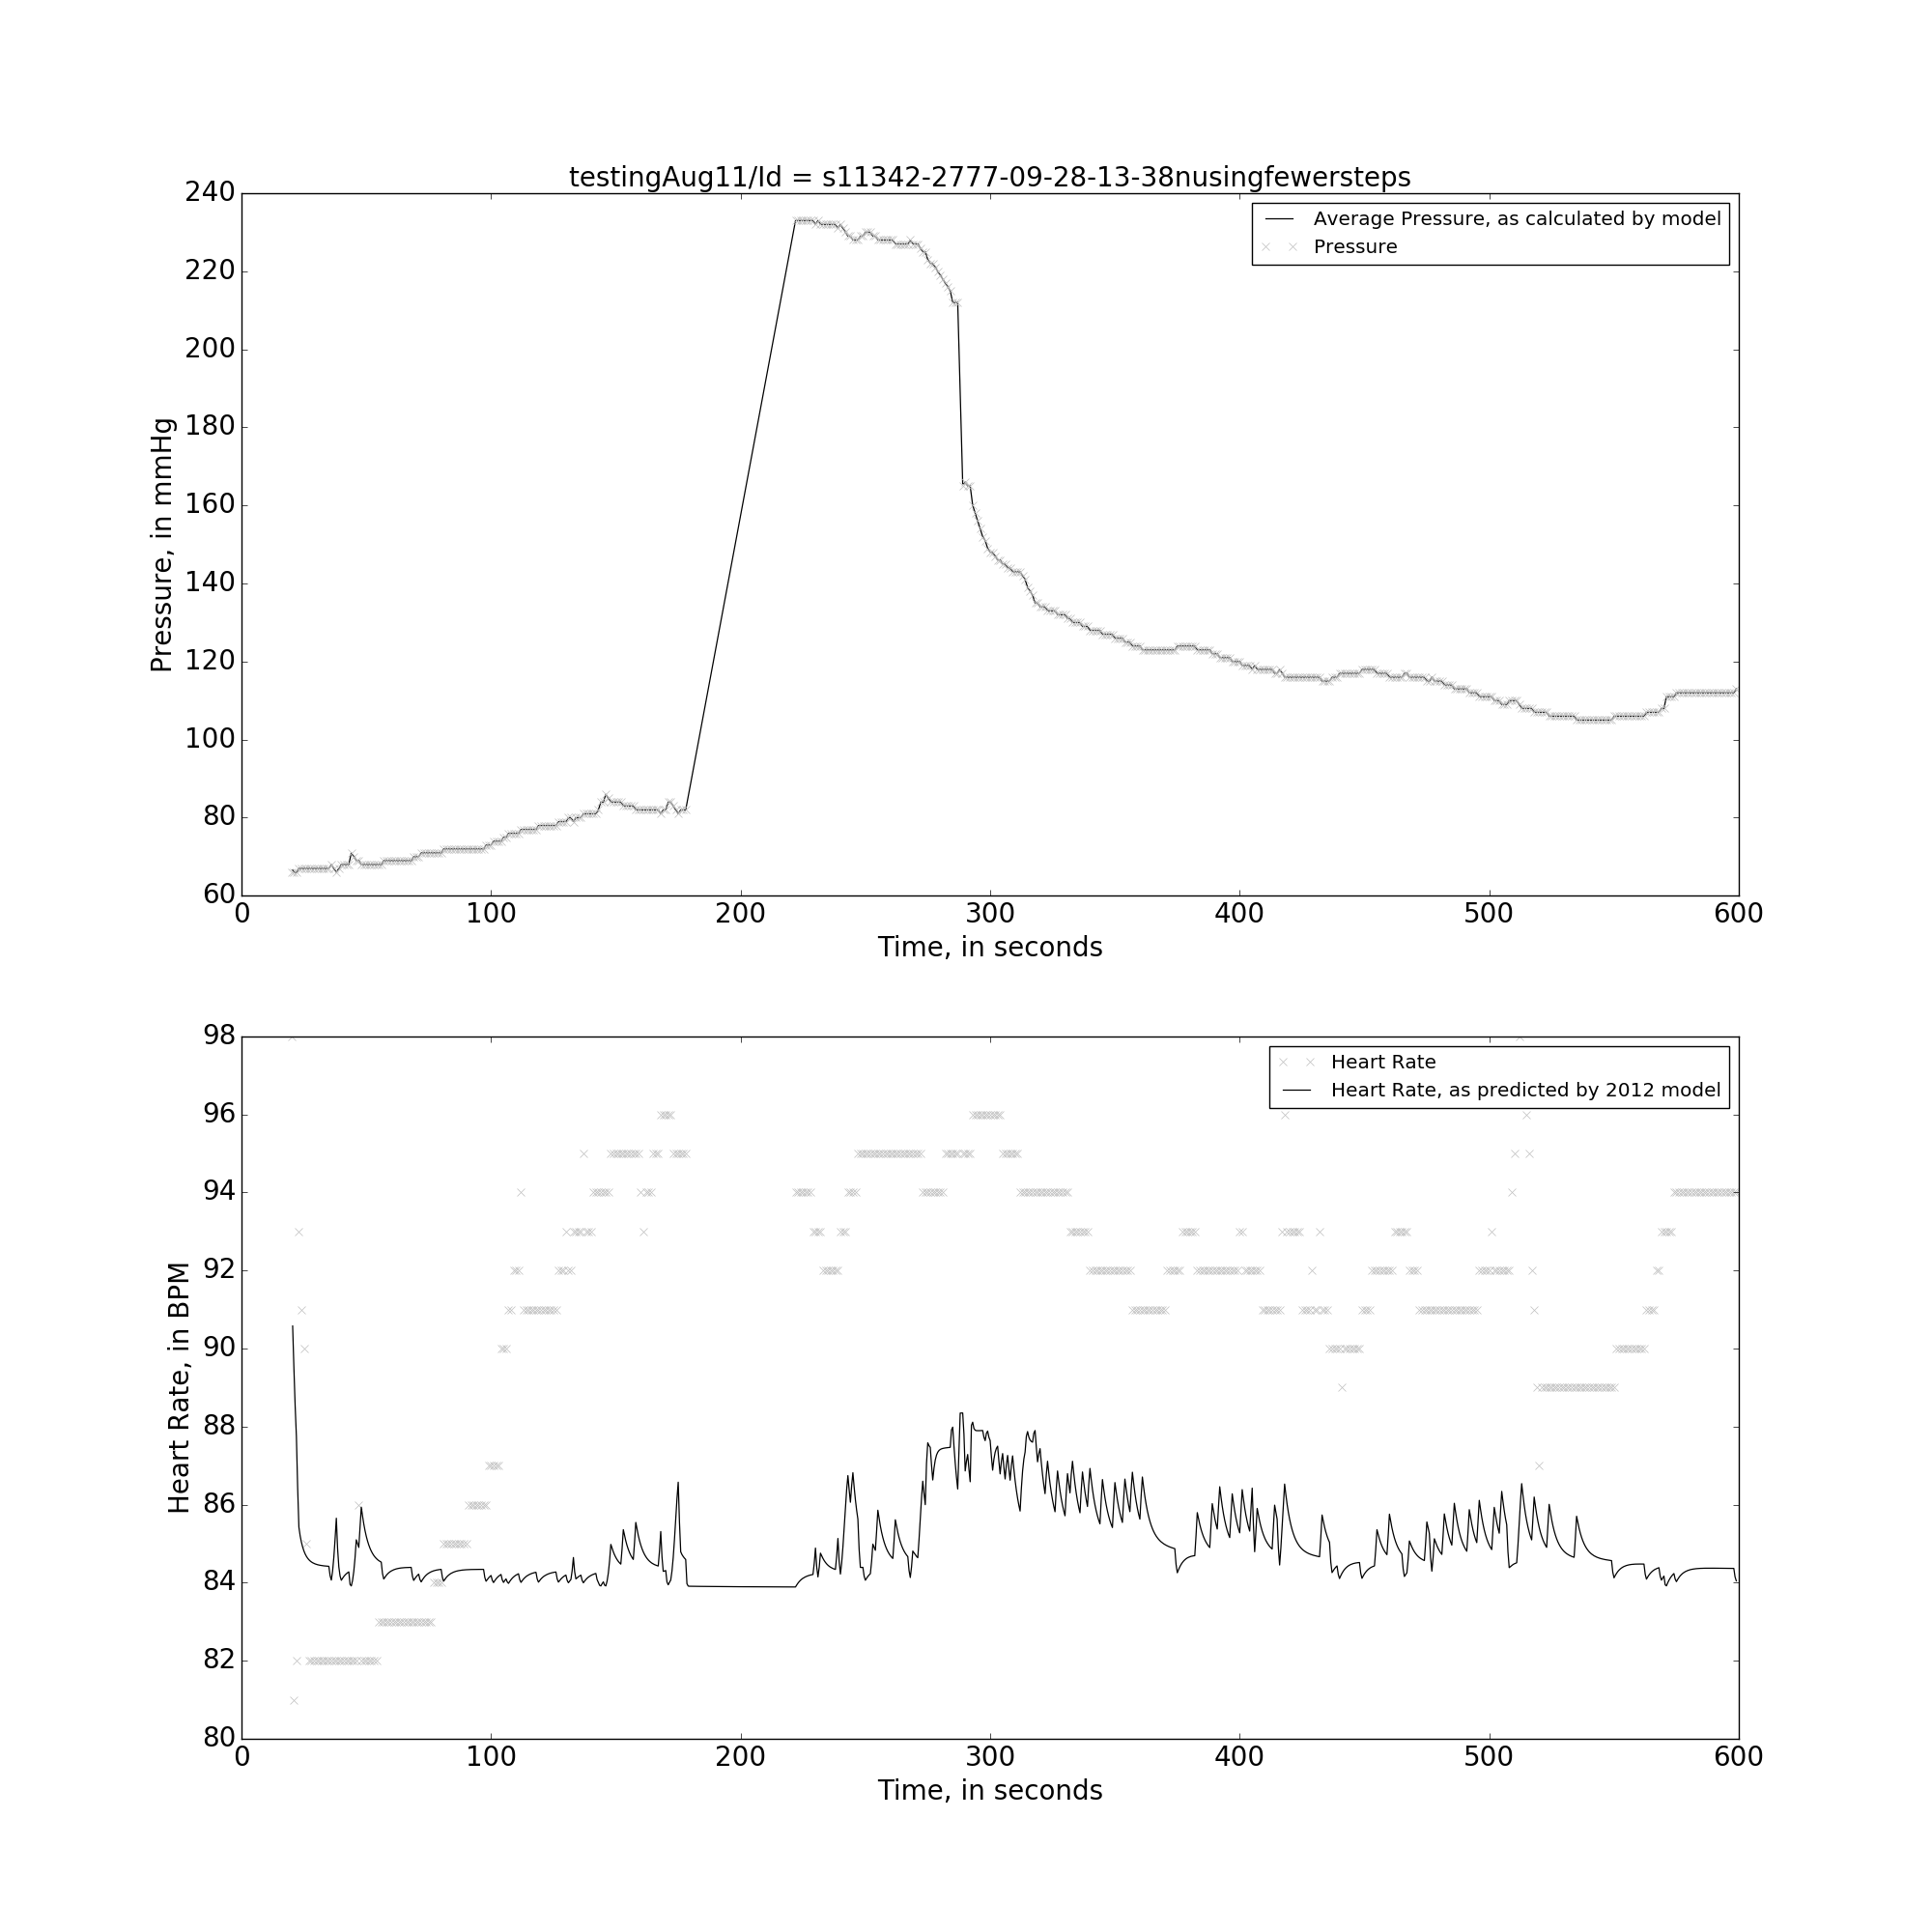 testingAug11/Id = s11342-2777-09-28-13-38nusingfewersteps
240
220
200
180
160
140
120
100
80
60
Pressure, in mmHg
Average Pressure, as calculated by model
Pressure
0 100 200 300 400 500 600
Time, in seconds
98
96
94
92
90
88
86
84
82
80
Heart Rate, in BPM
Heart Rate
Heart Rate, as predicted by 2012 model
0 100 200 300 400 500 600
Time, in seconds